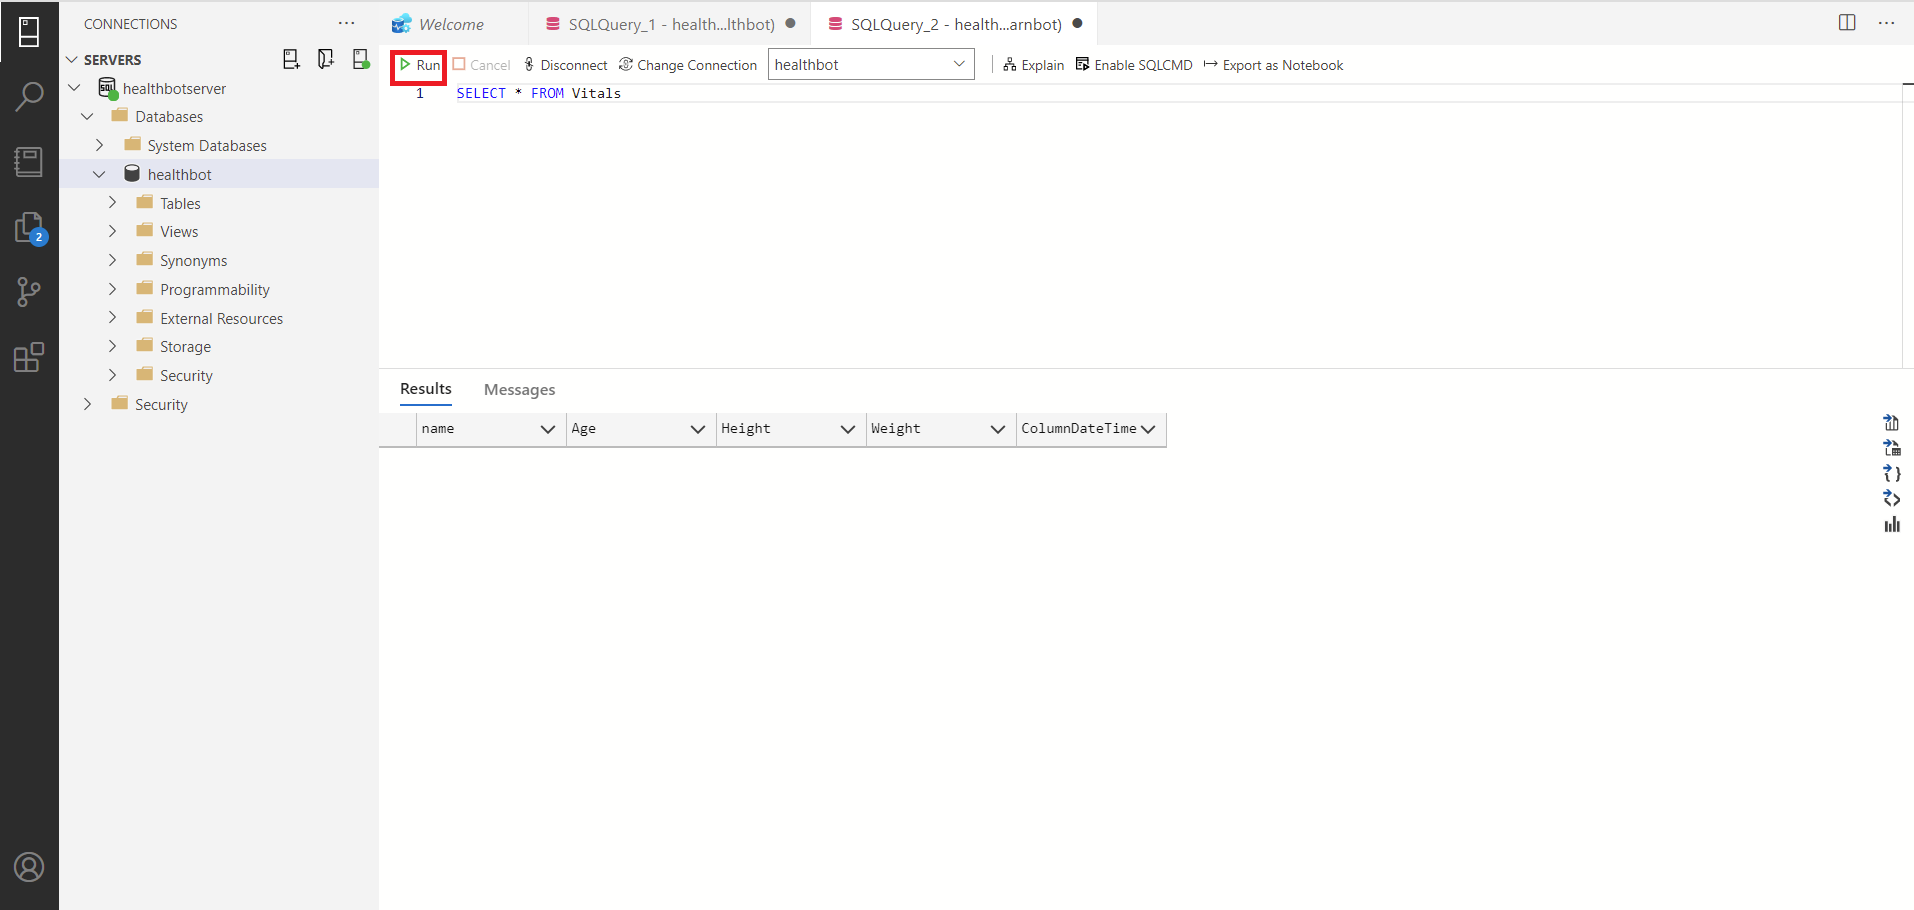 CONNECTIONS
SERVERS
healthbotserver
Databases
System Databases
healthbot
Tables
Views
Synonyms
Programmability
External Resources
Storage
Security
Security
2
Welcome
SQLQuery_1 - health...lthbot)
SQLQuery_2 - health...arnbot)
Run Cancel Disconnect Change Connection healthbot Explain Enable SQLCMD Export as Notebook
1 SELECT * FROM Vitals
Results Messages
name Age Height Weight ColumnDateTime